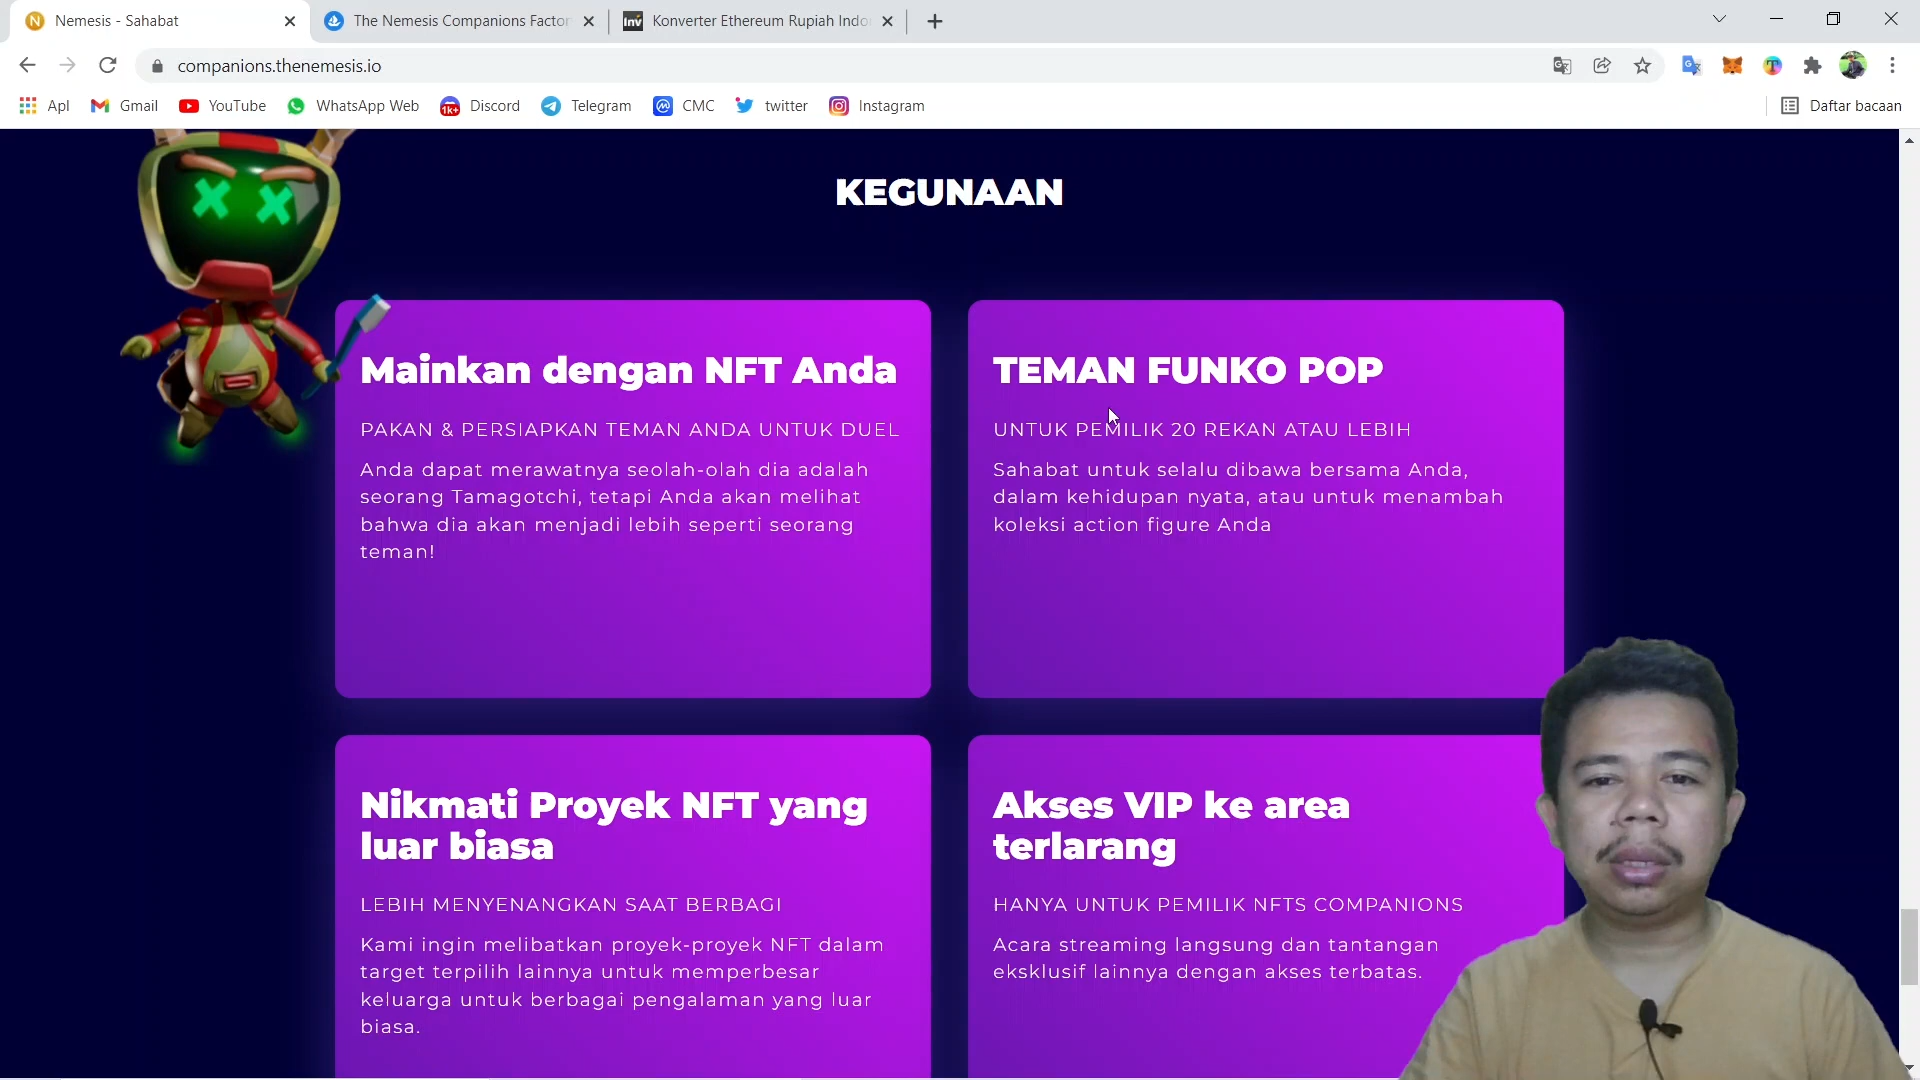 Nemesis - Sahabat
The Nemesis Companions Factor
Konverter Ethereum Rupiah Indo
companions.thenemesis.io
Apl
Gmail
YouTube
WhatsApp Web
1k+
Discord
Telegram
CMC
twitter
Instagram
Daftar bacaan
KEGUNAAN
Mainkan dengan NFT Anda
PAKAN & PERSIAPKAN TEMAN ANDA UNTUK DUEL
Anda dapat merawatnya seolah-olah dia adalah
seorang Tamagotchi, tetapi Anda akan melihat
bahwa dia akan menjadi lebih seperti seorang
teman!
TEMAN FUNKO POP
UNTUK PEMILIK 20 REKAN ATAU LEBIH
Sahabat untuk selalu dibawa bersama Anda,
dalam kehidupan nyata, atau untuk menambah
koleksi action figure Anda
Nikmati Proyek NFT yang
luar biasa
LEBIH MENYENANGKAN SAAT BERBAGI
Kami ingin melibatkan proyek-proyek NFT dalam
target terpilih lainnya untuk memperbesar
keluarga untuk berbagai pengalaman yang luar
biasa.
Akses VIP ke area
terlarang
HANYA UNTUK PEMILIK NFTS COMPANIONS
Acara streaming langsung dan tantangan
eksklusif lainnya dengan akses terbatas.